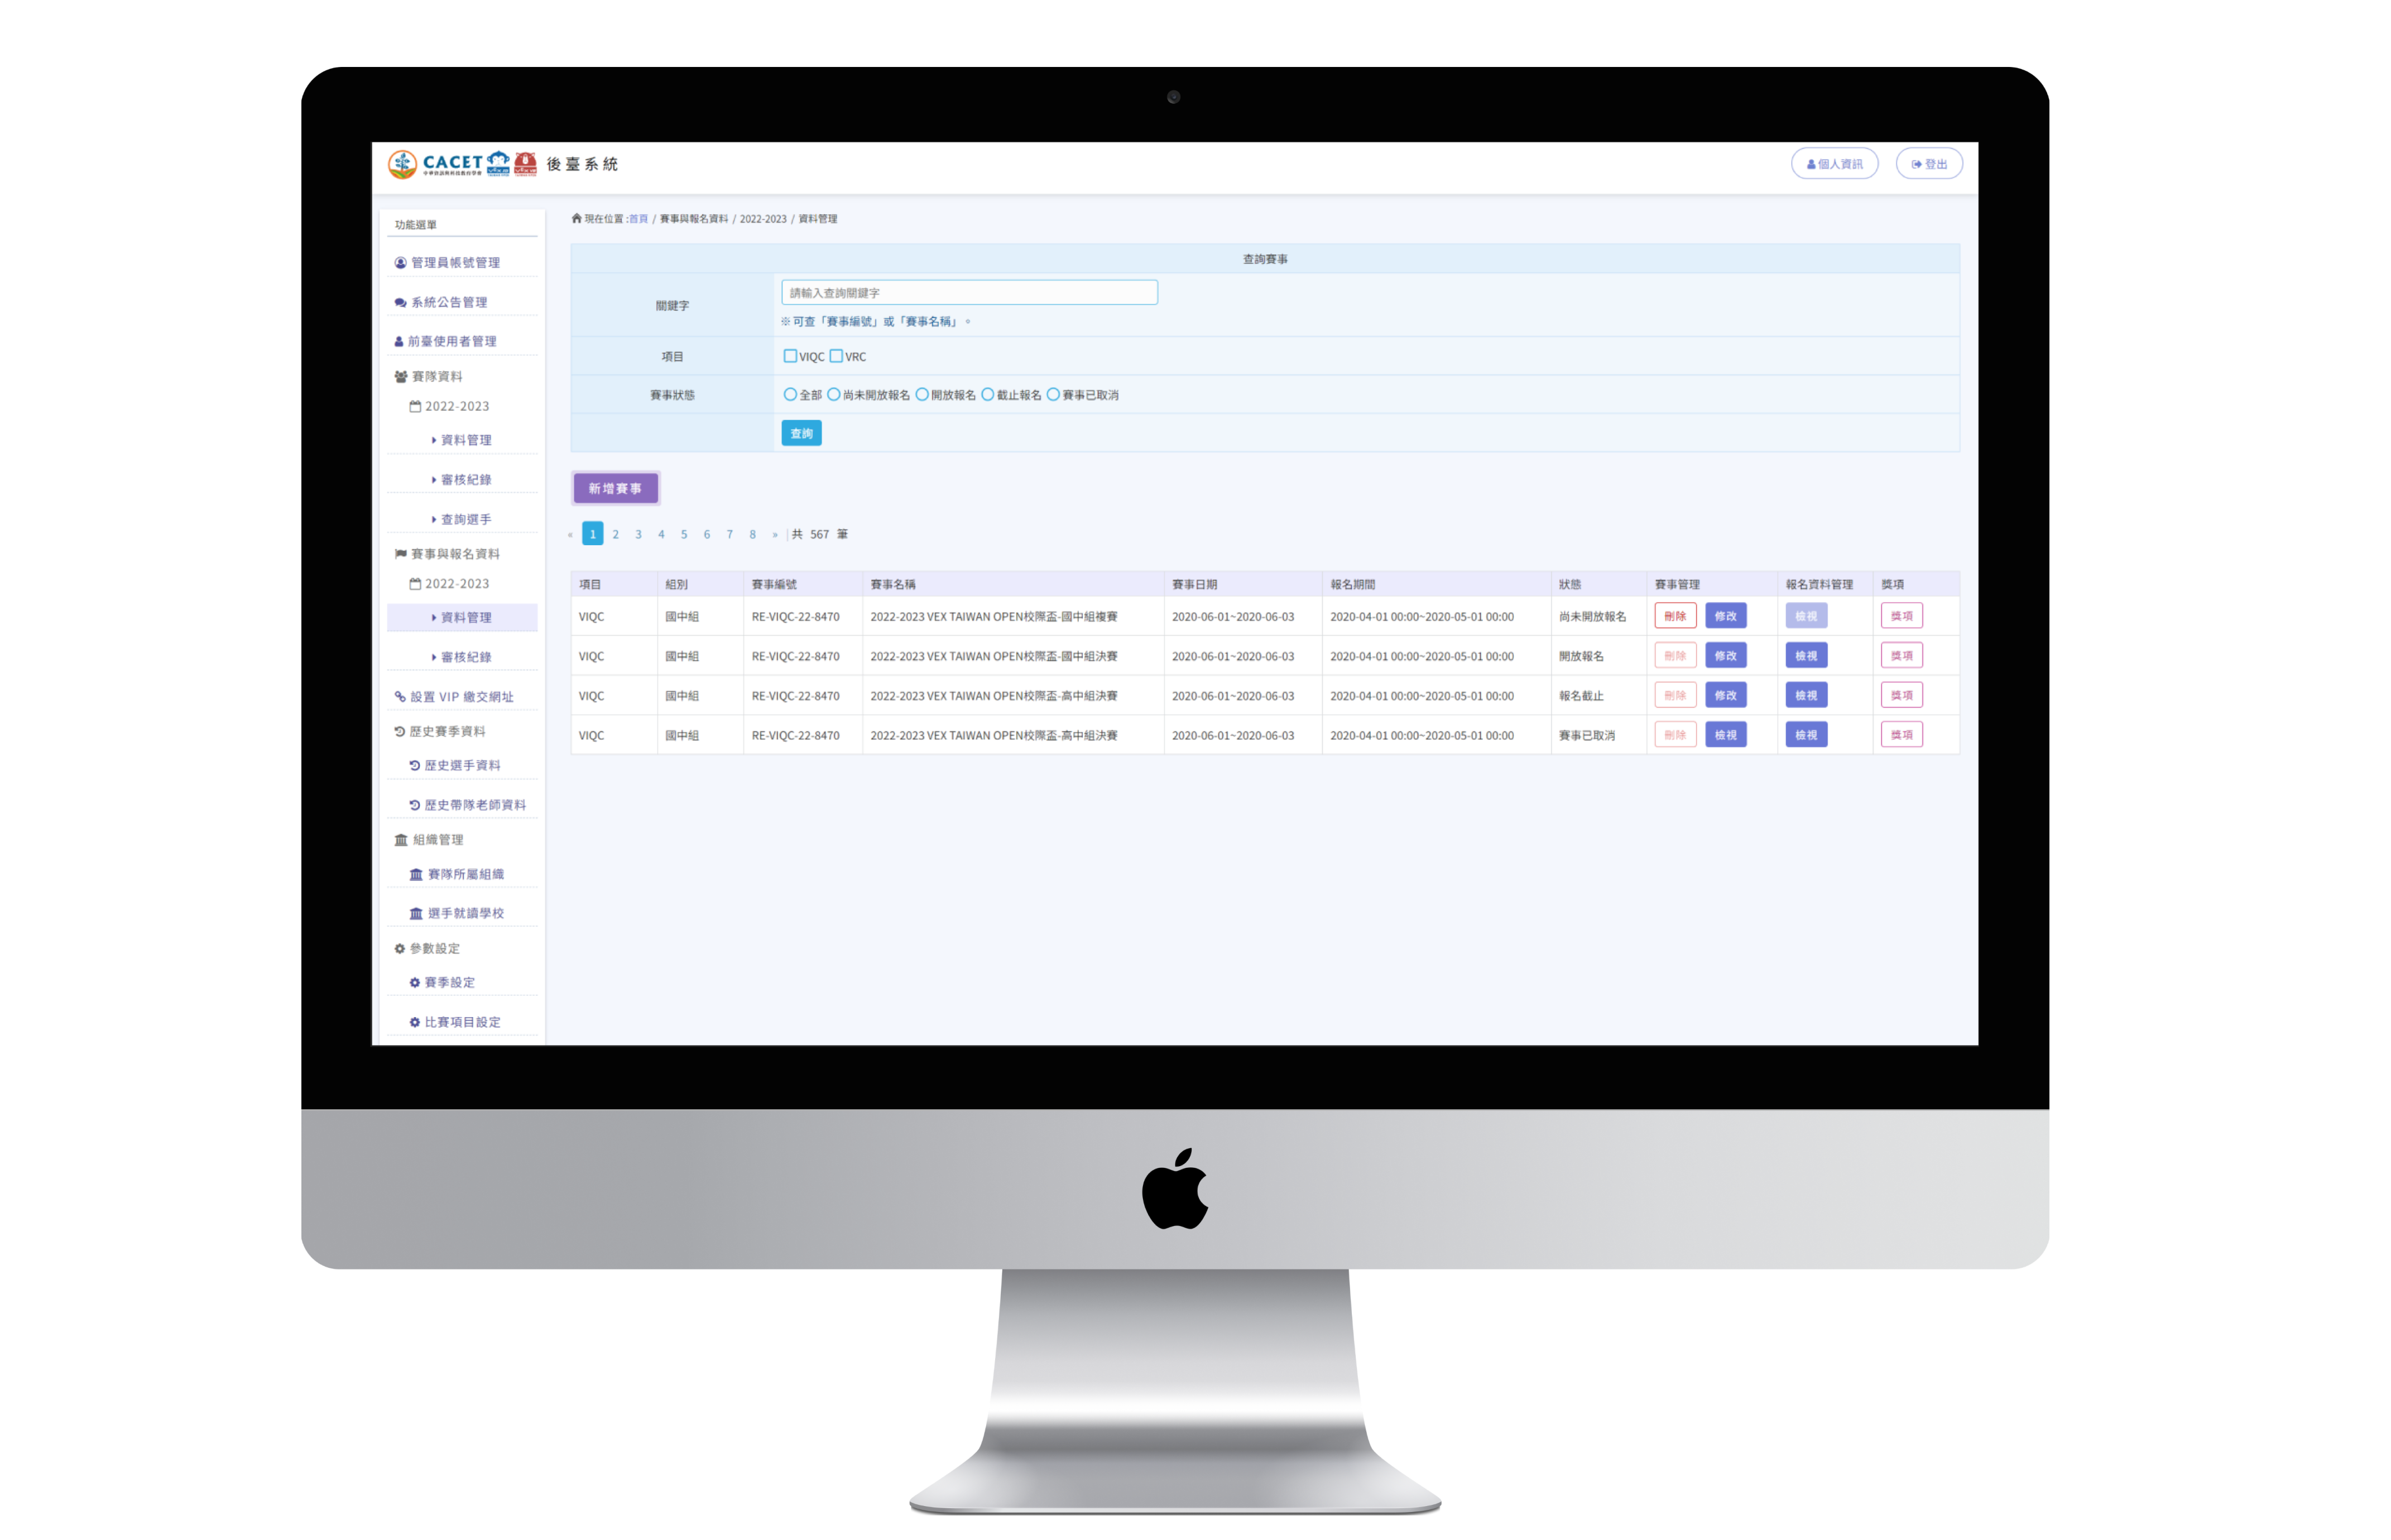 CACET 後臺系統
個人資訊 登出
功能選單
管理員帳號管理
系統公告管理
前臺使用者管理
賽隊資料
2022-2023
資料管理
審核紀錄
查詢選手
賽事與報名資料
2022-2023
資料管理
審核紀錄
設置 VIP 繳交網址
歷史賽季資料
歷史選手資料
歷史帶隊老師資料
組織管理
賽隊所屬組織
選手就讀學校
參數設定
賽季設定
比賽項目設定
現在位置 :首頁 / 賽事與報名資料 / 2022-2023 / 資料管理
查詢賽事
關鍵字
請輸入查詢關鍵字
※ 可查「賽事編號」或「賽事名稱」。
項目 VIQC VRC
賽事狀態 全部 尚未開放報名 開放報名 截止報名 賽事已取消
查詢
新增賽事
« 1 2 3 4 5 6 7 8 » | 共 567 筆
項目 組別 賽事編號 賽事名稱 賽事日期 報名期間 狀態 賽事管理 報名資料管理 獎項
VIQC 國中組 RE-VIQC-22-8470 2022-2023 VEX TAIWAN OPEN校際盃-國中組複賽 2020-06-01~2020-06-03 2020-04-01 00:00~2020-05-01 00:00 尚未開放報名 刪除 修改 檢視 獎項
VIQC 國中組 RE-VIQC-22-8470 2022-2023 VEX TAIWAN OPEN校際盃-國中組決賽 2020-06-01~2020-06-03 2020-04-01 00:00~2020-05-01 00:00 開放報名 刪除 修改 檢視 獎項
VIQC 國中組 RE-VIQC-22-8470 2022-2023 VEX TAIWAN OPEN校際盃-高中組決賽 2020-06-01~2020-06-03 2020-04-01 00:00~2020-05-01 00:00 報名截止 刪除 修改 檢視 獎項
VIQC 國中組 RE-VIQC-22-8470 2022-2023 VEX TAIWAN OPEN校際盃-高中組決賽 2020-06-01~2020-06-03 2020-04-01 00:00~2020-05-01 00:00 賽事已取消 刪除 檢視 檢視 獎項